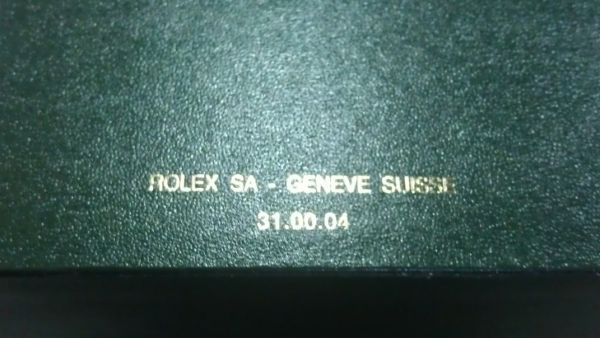 ROLEX SA - GENEVE SUISSE
31.00.04